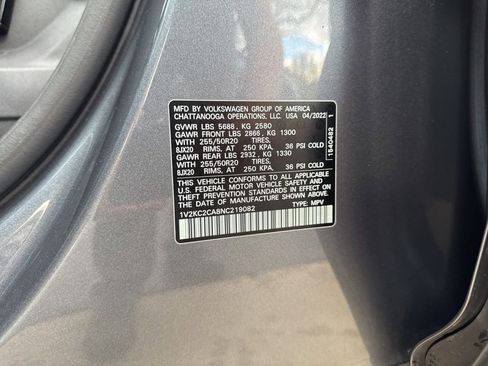 MFD BY VOLKSWAGEN GROUP OF AMERICA
CHATTANOOGA OPERATIONS, LLC. USA 04/2022
GVWR LBS 5688 , KG 2580
GAWR FRONT LBS 2866 , KG 1300
WITH 255/50R20 TIRES,
8JX20 RIMS, AT 250 KPA, 36 PSI COLD
GAWR REAR LBS 2932 , KG 1330
WITH 255/50R20 TIRES,
8JX20 RIMS, AT 250 KPA, 36 PSI COLD
THIS VEHICLE CONFORMS TO ALL APPLICABLE
U.S. FEDERAL MOTOR VEHICLE SAFETY AND
THEFT PREVENTION STANDARDS IN EFFECT ON
THE DATE OF MANUFACTURE SHOWN ABOVE.
1V2KC2CA8NC219082 TYPE: MPV
1640482 1